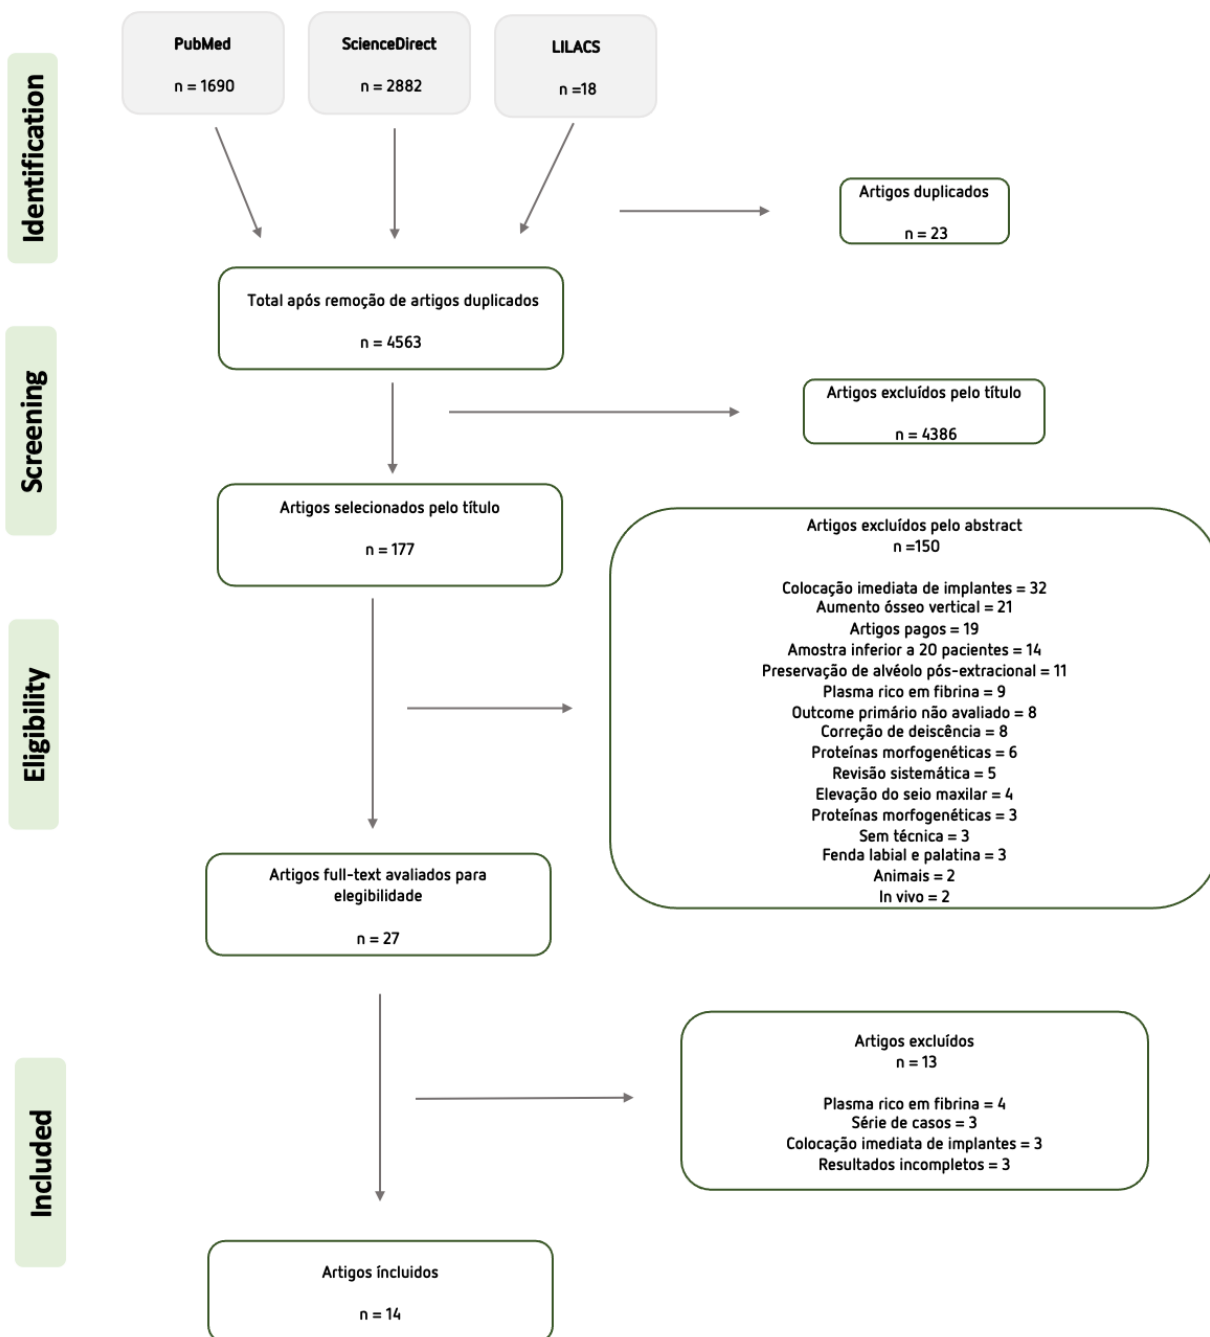 Identification
PubMed
n = 1690
ScienceDirect
n = 2882
LILACS
n =18
Artigos duplicados
n = 23
Total após remoção de artigos duplicados
n = 4563
Screening
Artigos excluídos pelo título
n = 4386
Artigos selecionados pelo título
n = 177
Eligibility
Artigos excluídos pelo abstract
n =150
Colocação imediata de implantes = 32
Aumento ósseo vertical = 21
Artigos pagos = 19
Amostra inferior a 20 pacientes = 14
Preservação de alvéolo pós-extracional = 11
Plasma rico em fibrina = 9
Outcome primário não avaliado = 8
Correção de deiscência = 8
Proteínas morfogenéticas = 6
Revisão sistemática = 5
Elevação do seio maxilar = 4
Proteínas morfogenéticas = 3
Sem técnica = 3
Fenda labial e palatina = 3
Animais = 2
In vivo = 2
Artigos full-text avaliados para
elegibilidade
n = 27
Included
Artigos excluídos
n = 13
Plasma rico em fibrina = 4
Série de casos = 3
Colocação imediata de implantes = 3
Resultados incompletos = 3
Artigos íncluidos
n = 14